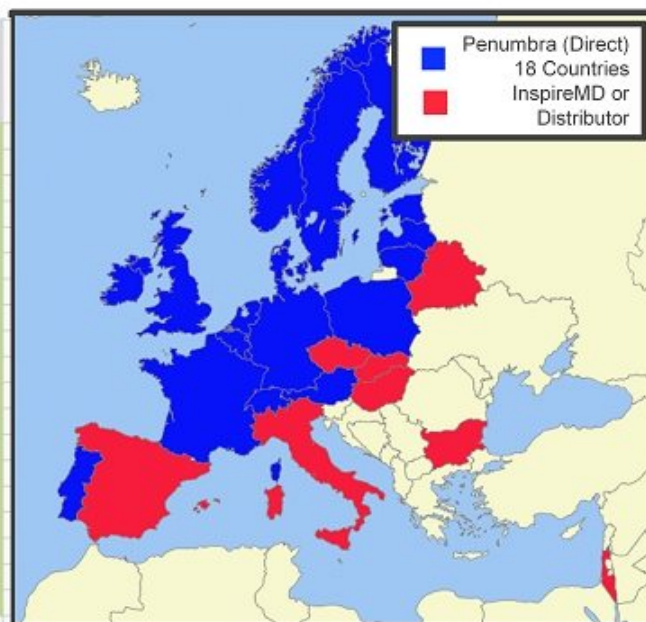 Penumbra (Direct)
18 Countries
InspireMD or
Distributor